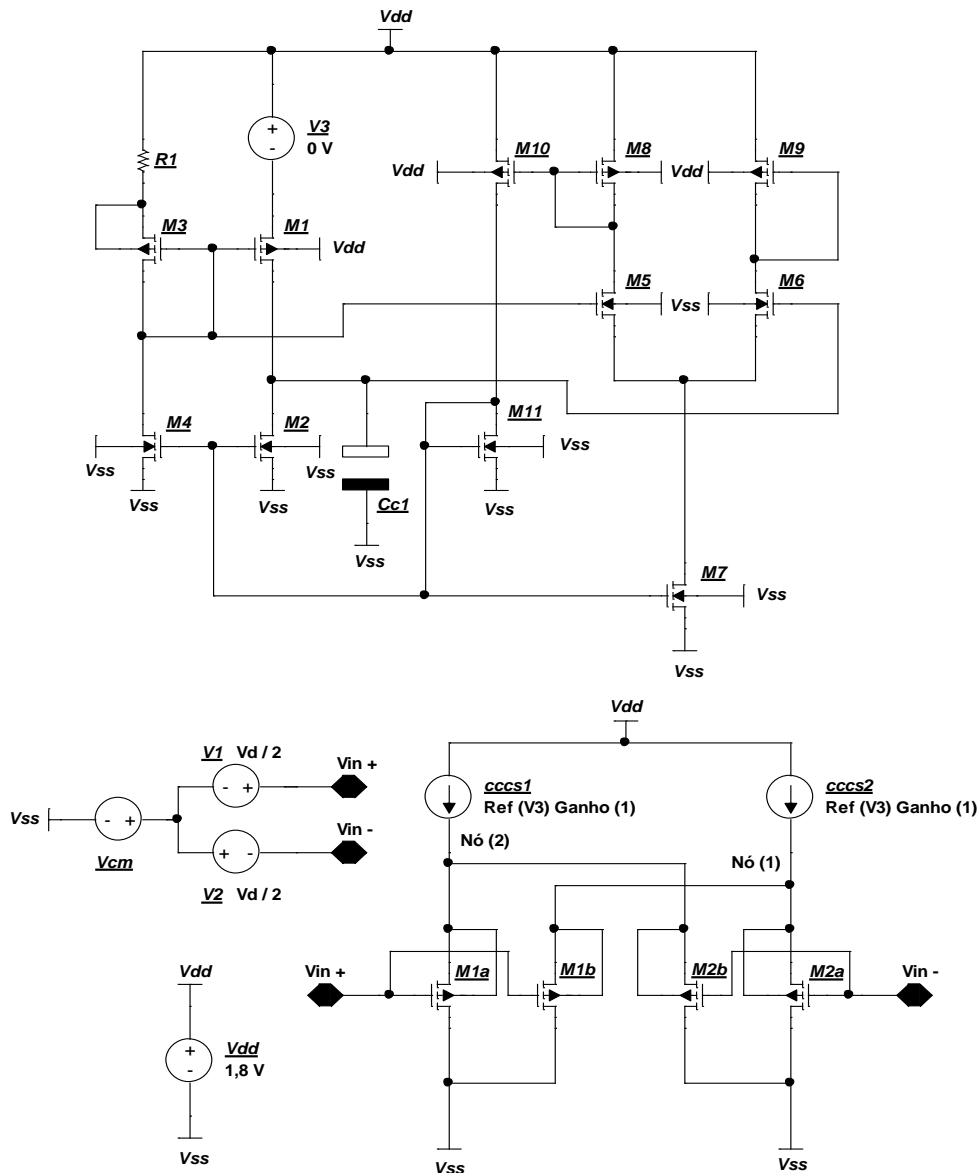 Vdd
V3
0 V
R1
M10
M8
M9
Vdd
Vdd
M3
M1
Vdd
M5
M6
Vss
M4
M2
M11
Vss
Vss
Vss
Vss
Vss
Cc1
Vss
Vss
M7
Vss
Vss
Vdd
V1 Vd / 2
Vin +
cccs1
Ref (V3) Ganho (1)
cccs2
Ref (V3) Ganho (1)
Vss
Vin -
Nó (2)
Nó (1)
Vcm
V2 Vd / 2
Vdd
Vin +
M1a
M1b
M2b
M2a
Vin -
Vdd
1,8 V
Vss
Vss
Vss